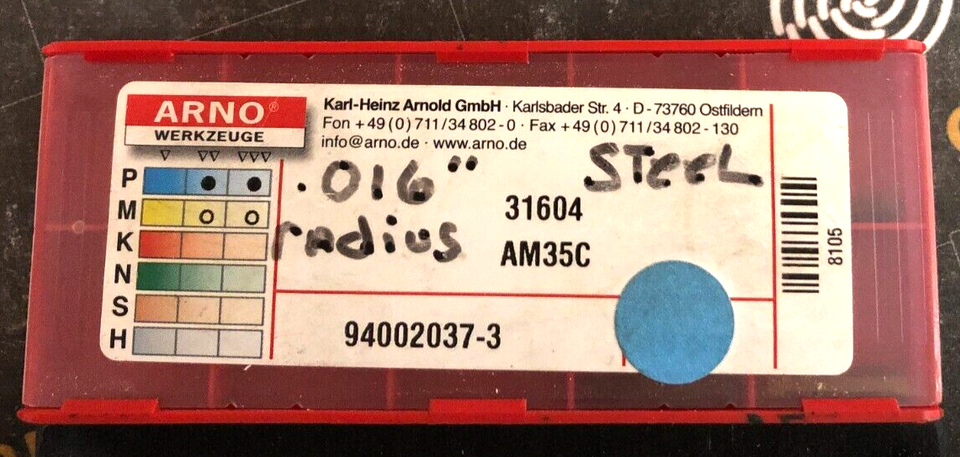 ARNO®
WERKZEUGE
Karl-Heinz Arnold GmbH · Karlsbader Str. 4 · D-73760 Ostfildern
Fon +49 (0) 711/34 802-0 · Fax +49 (0) 711/34 802-130
info@arno.de · www.arno.de
▽ ▽▽ ▽▽▽
P
M
K
N
S
H
.016" radius
STeeL
31604
AM35C
94002037-3
8105